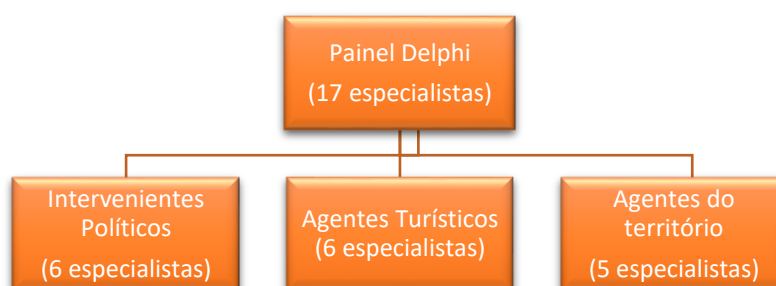 Painel Delphi
(17 especialistas)
Intervenientes
Políticos
(6 especialistas)
Agentes Turísticos
(6 especialistas)
Agentes do
território
(5 especialistas)